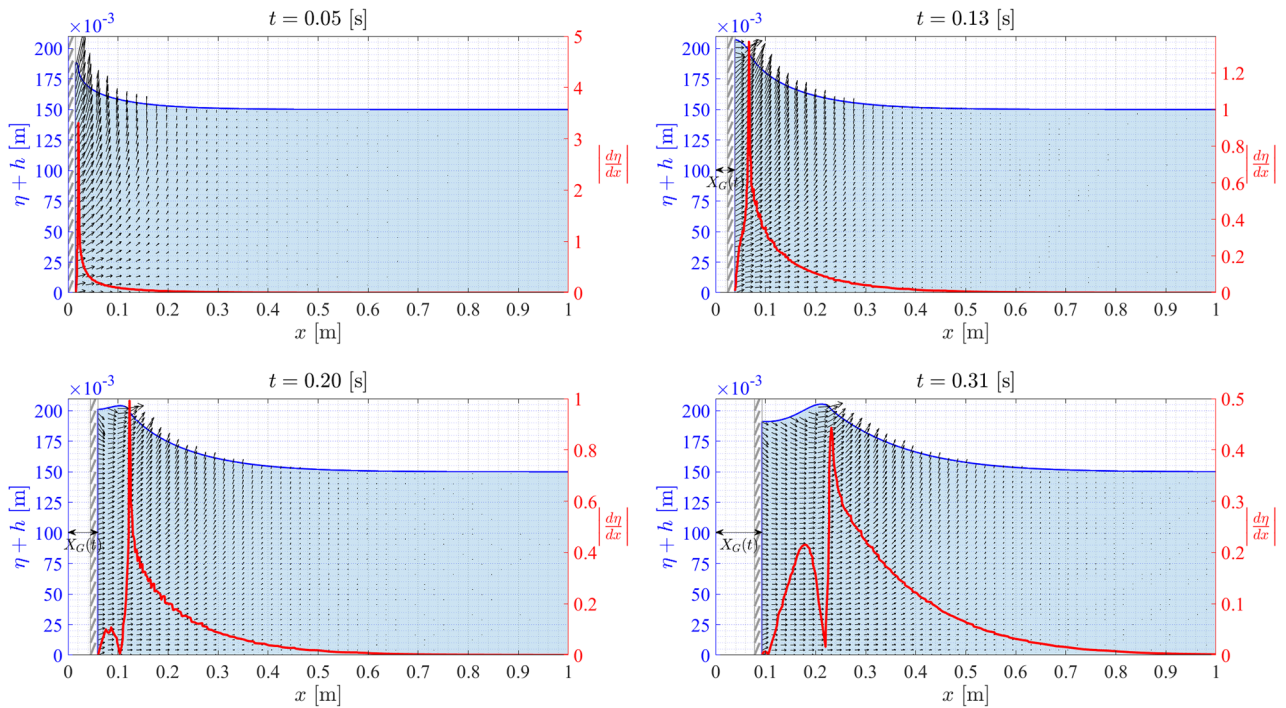 t = 0.05 [s]
×10⁻³
200
175
150
125
100
75
50
25
0
η + h [m]
5
4
3
2
1
0
|dη/dx|
0 0.1 0.2 0.3 0.4 0.5 0.6 0.7 0.8 0.9 1
x [m]
t = 0.13 [s]
×10⁻³
200
175
150
125
100
75
50
25
0
η + h [m]
X_G(t)
1.2
1
0.8
0.6
0.4
0.2
0
|dη/dx|
0 0.1 0.2 0.3 0.4 0.5 0.6 0.7 0.8 0.9 1
x [m]
t = 0.20 [s]
×10⁻³
200
175
150
125
100
75
50
25
0
η + h [m]
X_G(t)
1
0.8
0.6
0.4
0.2
0
|dη/dx|
0 0.1 0.2 0.3 0.4 0.5 0.6 0.7 0.8 0.9 1
x [m]
t = 0.31 [s]
×10⁻³
200
175
150
125
100
75
50
25
0
η + h [m]
X_G(t)
0.5
0.4
0.3
0.2
0.1
0
|dη/dx|
0 0.1 0.2 0.3 0.4 0.5 0.6 0.7 0.8 0.9 1
x [m]